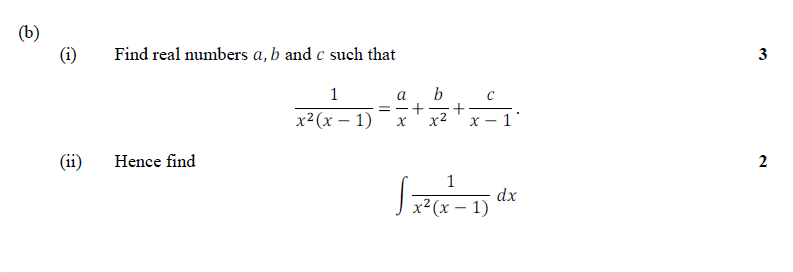 (b)
(i) Find real numbers a, b and c such that 3
1/(x²(x − 1)) = a/x + b/x² + c/(x − 1).
(ii) Hence find 2
∫ 1/(x²(x − 1)) dx